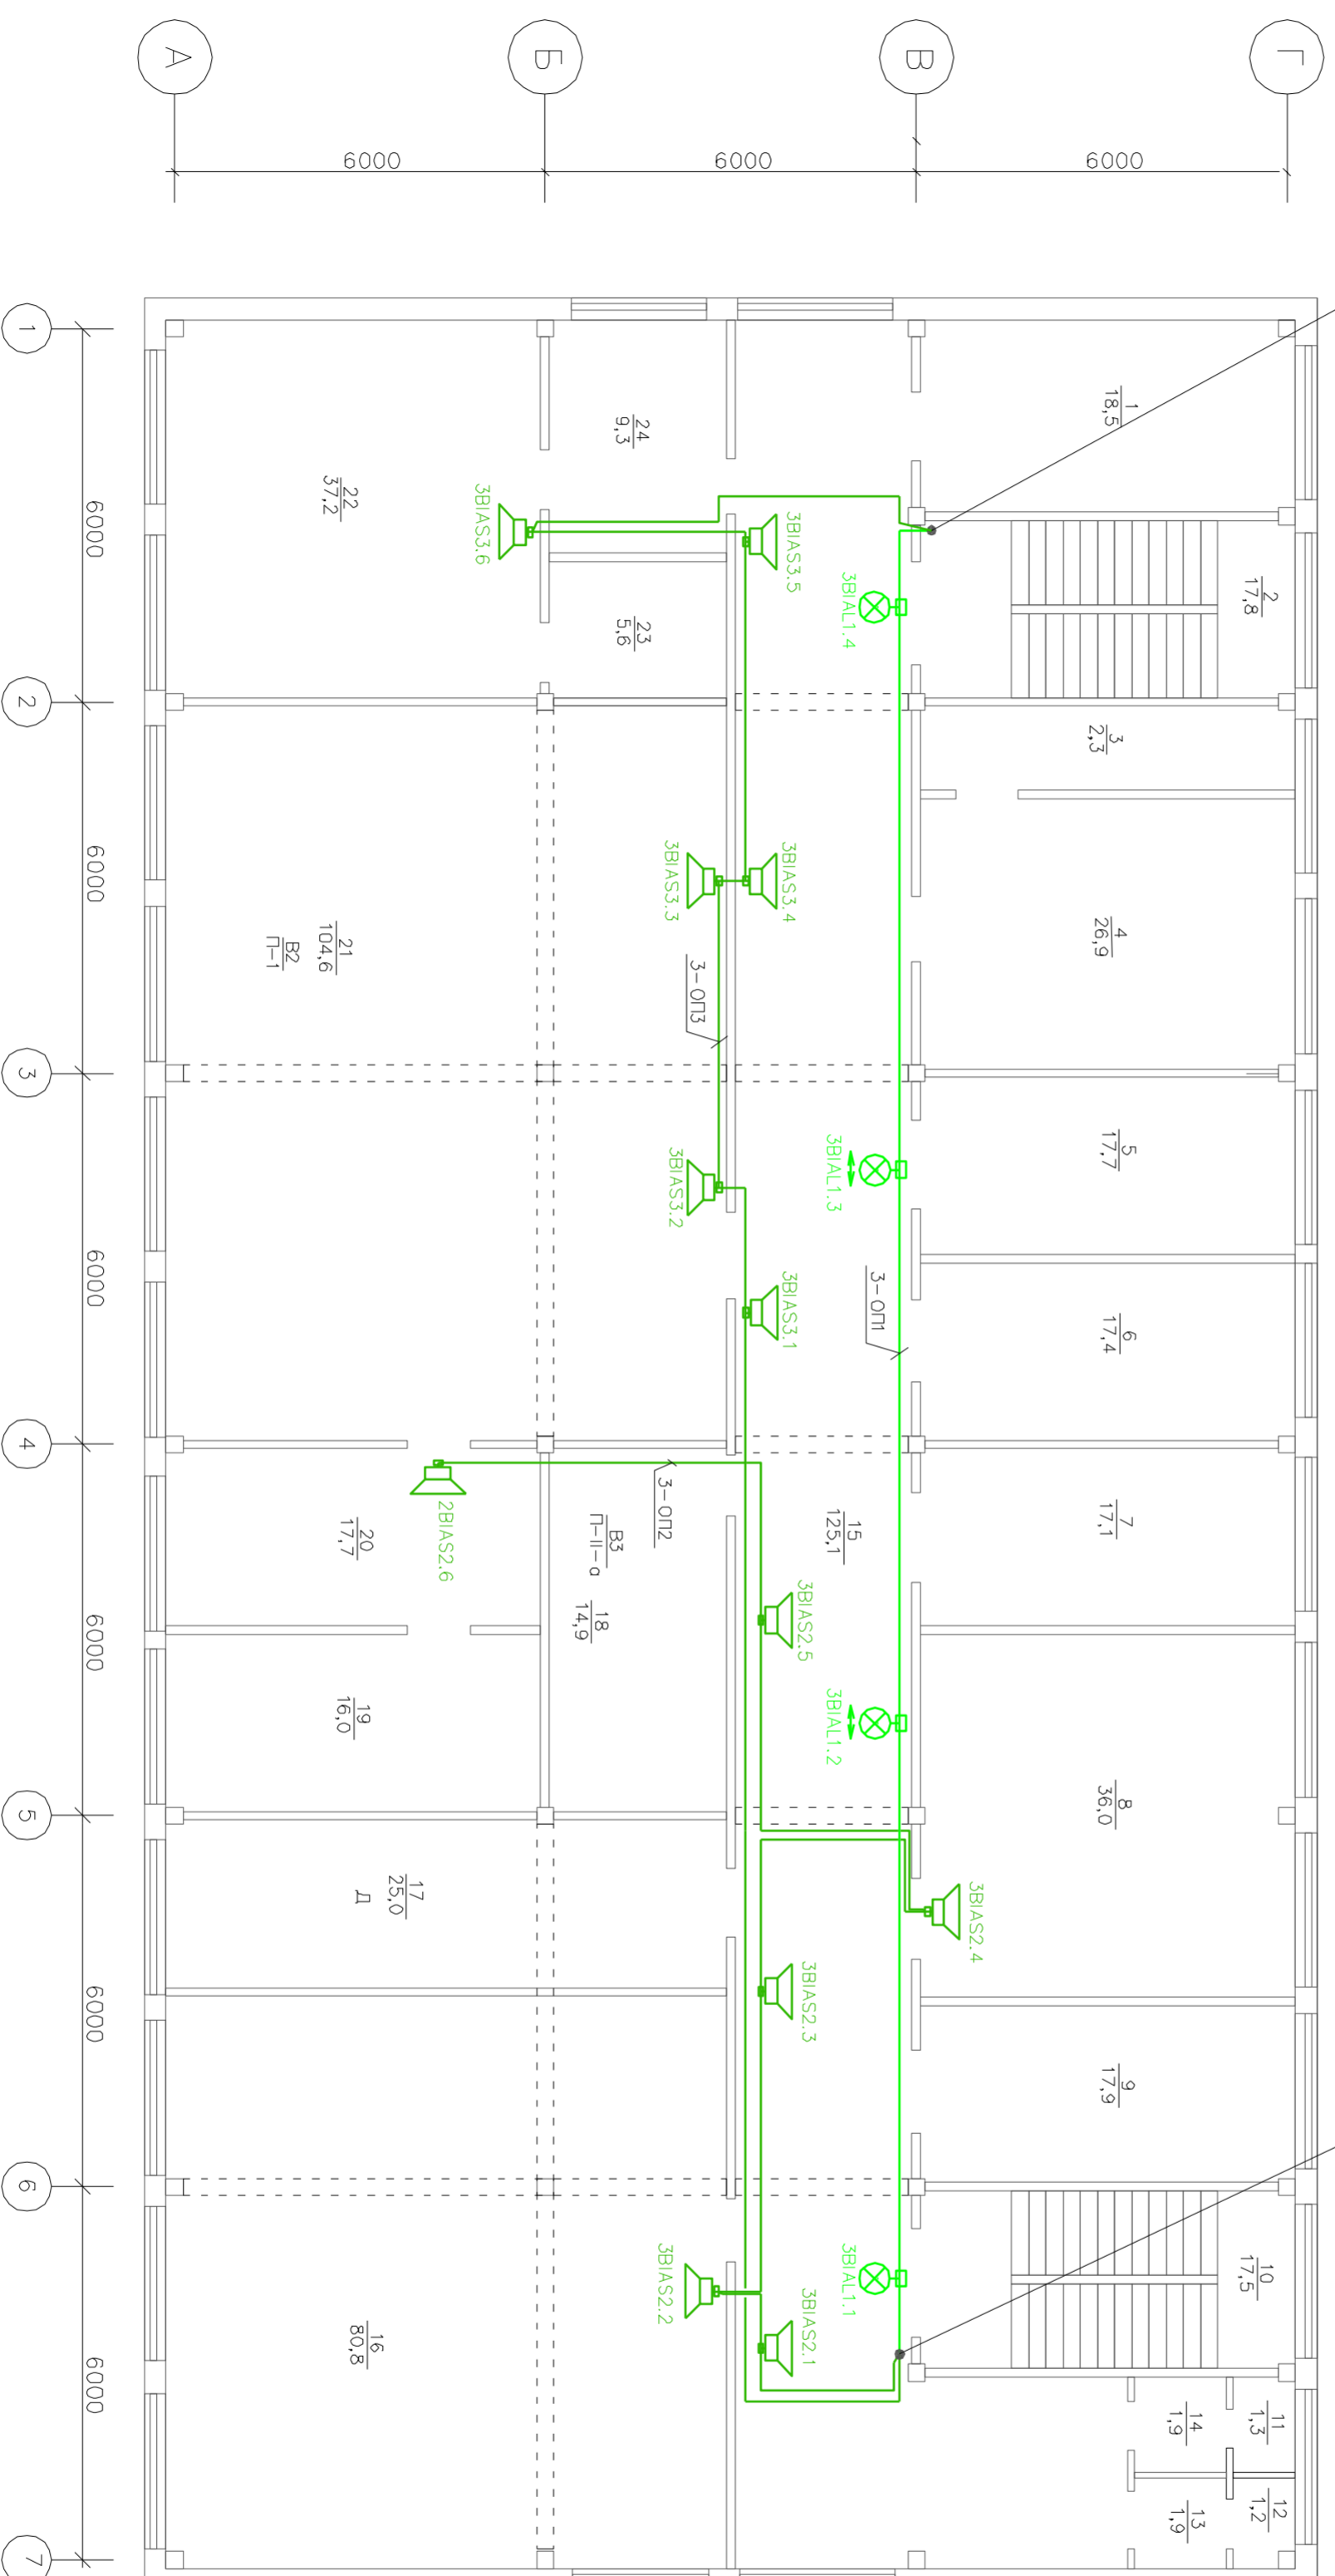 А
Б
В
Г
6000
6000
6000
1
2
3
4
5
6
7
6000
6000
6000
6000
6000
6000
1
18,5
2
17,8
3
2,3
4
26,9
5
17,7
6
17,4
7
17,1
8
36,0
9
17,9
10
17,5
11
1,3
12
1,2
13
1,9
14
1,9
15
125,1
16
80,8
17
25,0
Д
18
14,9
В3
П-II-а
19
16,0
20
17,7
21
104,6
В2
П-1
22
37,2
23
5,6
24
9,3
3BIAS3.6
3BIAS3.5
3BIAL1.4
3BIAS3.3
3BIAS3.4
3-ОП3
3BIAL1.3
3BIAS3.2
3BIAS3.1
3-ОП1
3-ОП2
2BIAS2.6
3BIAS2.5
3BIAL1.2
3BIAS2.4
3BIAS2.3
3BIAL1.1
3BIAS2.2
3BIAS2.1